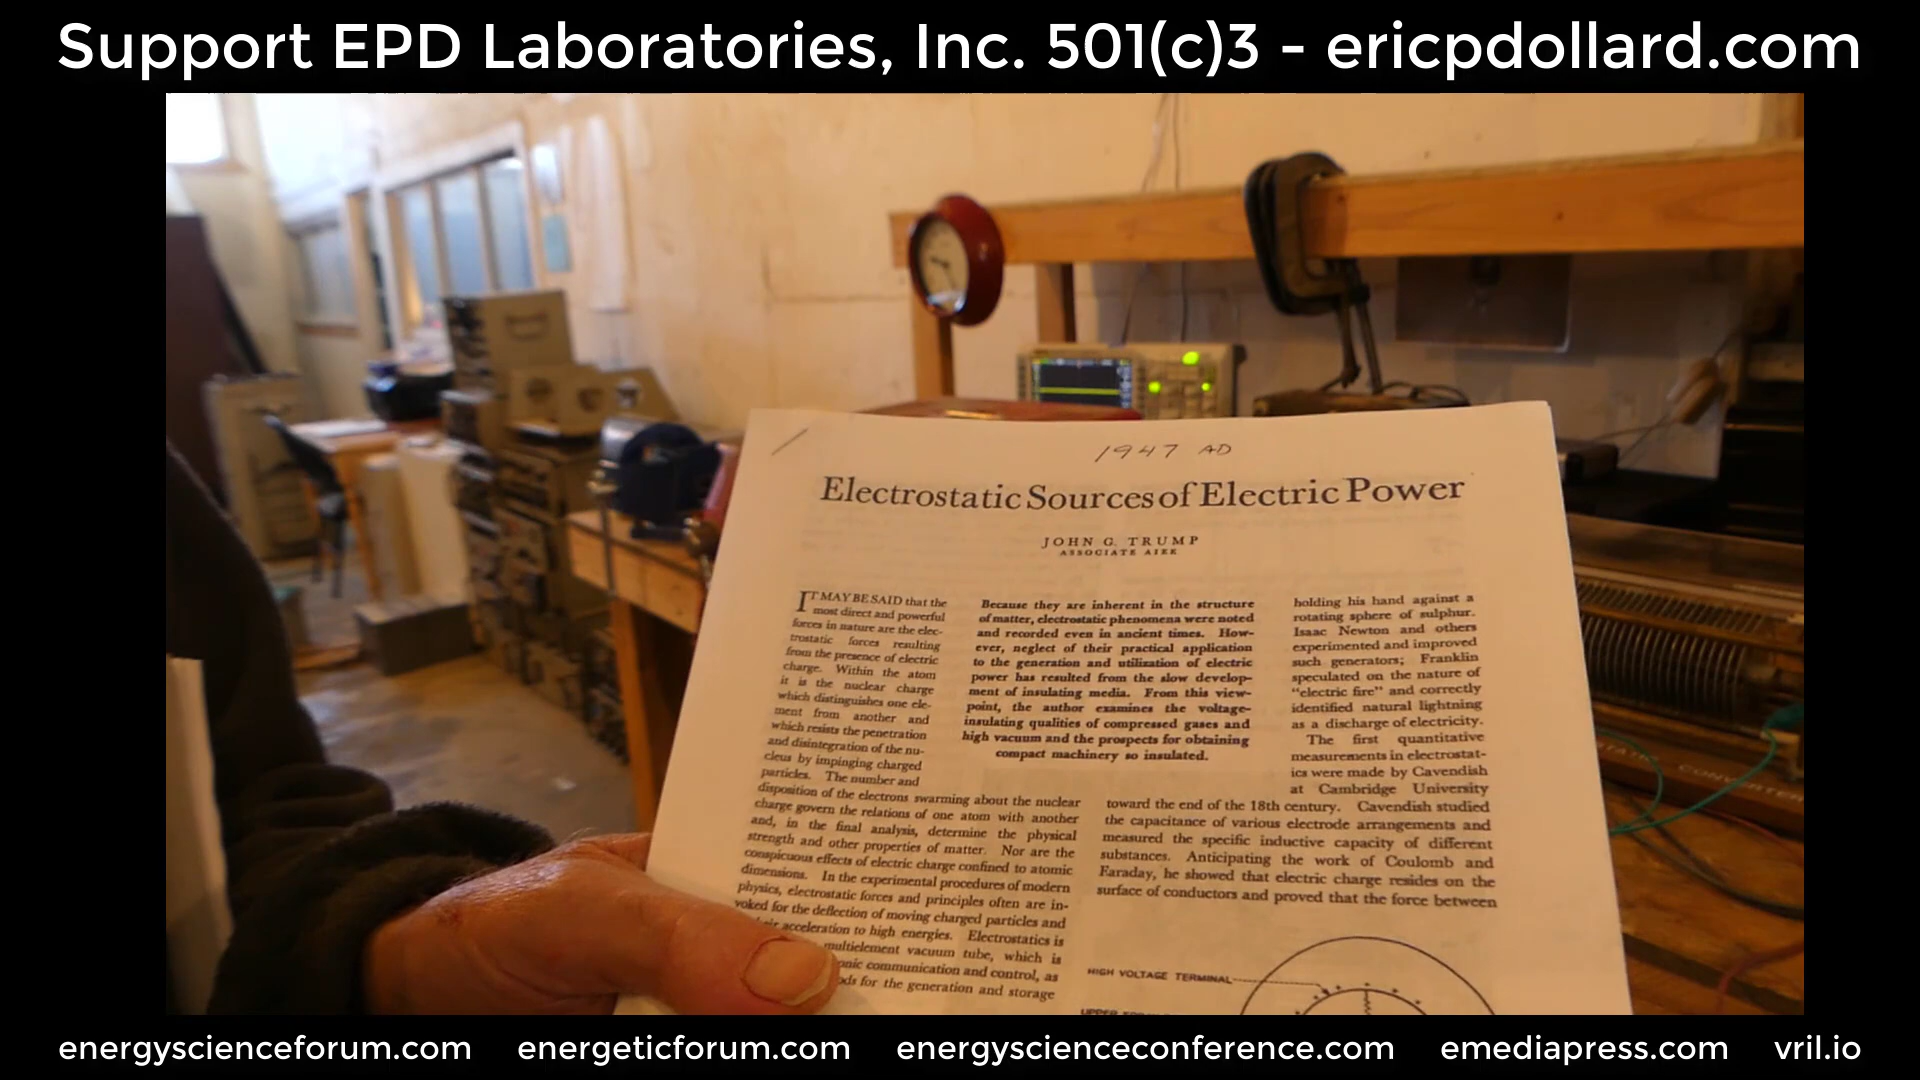 Support EPD Laboratories, Inc. 501(c)3 - ericpdollard.com
1947 AD
Electrostatic Sources of Electric Power
JOHN G. TRUMP
ASSOCIATE AIEE
IT MAY BE SAID that the
most direct and powerful
forces in nature are the elec-
trostatic forces resulting
from the presence of electric
charge. Within the atom
it is the nuclear charge
which distinguishes one ele-
ment from another and
which resists the penetration
and disintegration of the nu-
cleus by impinging charged
particles. The number and
disposition of the electrons swarming about the nuclear
charge govern the relations of one atom with another
and, in the final analysis, determine the physical
strength and other properties of matter. Nor are the
conspicuous effects of electric charge confined to atomic
dimensions. In the experimental procedures of modern
physics, electrostatic forces and principles often are in-
voked for the deflection of moving charged particles and
acceleration to high energies. Electrostatics is
multielement vacuum tube, which is
onic communication and control, as
ods for the generation and storage
Because they are inherent in the structure
of matter, electrostatic phenomena were noted
and recorded even in ancient times. How-
ever, neglect of their practical application
to the generation and utilization of electric
power has resulted from the slow develop-
ment of insulating media. From this view-
point, the author examines the voltage-
insulating qualities of compressed gases and
high vacuum and the prospects for obtaining
compact machinery so insulated.
holding his hand against a
rotating sphere of sulphur.
Isaac Newton and others
experimented and improved
such generators; Franklin
speculated on the nature of
"electric fire" and correctly
identified natural lightning
as a discharge of electricity.
The first quantitative
measurements in electrostat-
ics were made by Cavendish
at Cambridge University
toward the end of the 18th century. Cavendish studied
the capacitance of various electrode arrangements and
measured the specific inductive capacity of different
substances. Anticipating the work of Coulomb and
Faraday, he showed that electric charge resides on the
surface of conductors and proved that the force between
HIGH VOLTAGE TERMINAL
UPPER
CONVERTER
energyscienceforum.com energeticforum.com energyscienceconference.com emediapress.com vril.io